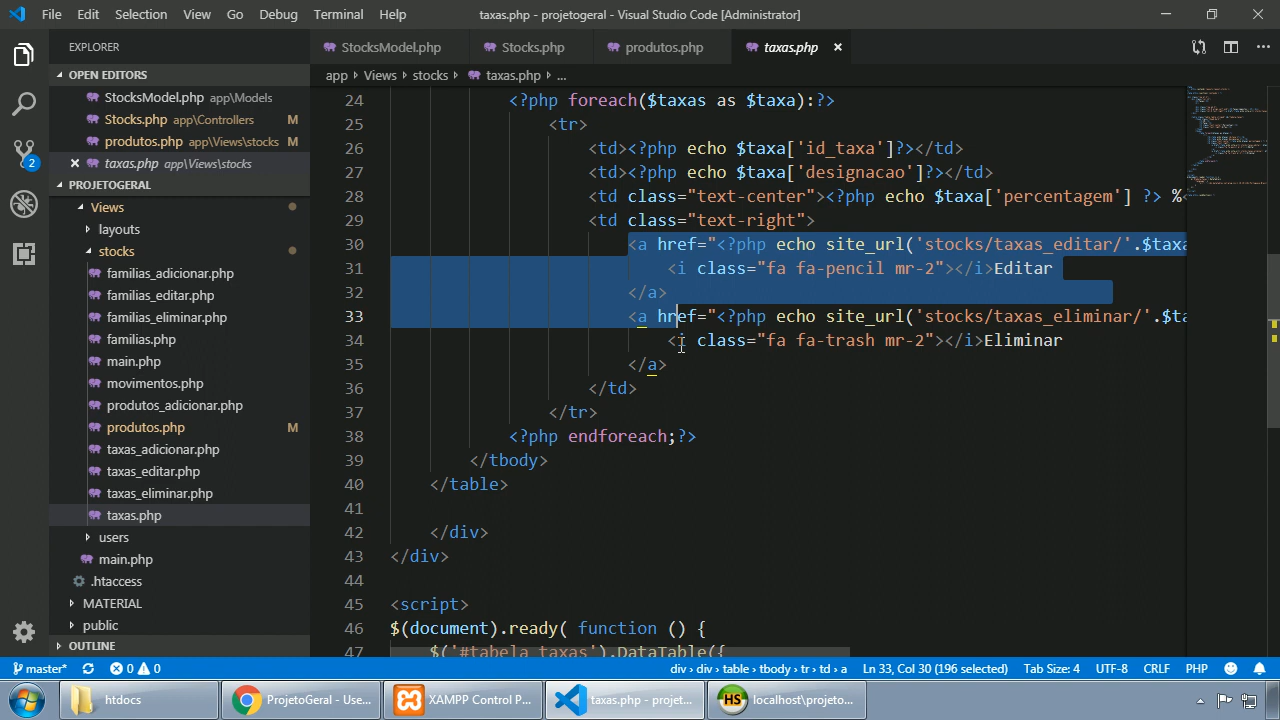 File Edit Selection View Go Debug Terminal Help
taxas.php - projetogeral - Visual Studio Code [Administrator]
EXPLORER
StocksModel.php
Stocks.php
produtos.php
taxas.php
OPEN EDITORS
app Views stocks taxas.php ...
StocksModel.php app\Models
Stocks.php app\Controllers M
produtos.php app\Views\stocks M
taxas.php app\Views\stocks
PROJETOGERAL
Views
layouts
stocks
familias_adicionar.php
familias_editar.php
familias_eliminar.php
familias.php
main.php
movimentos.php
produtos_adicionar.php
produtos.php M
taxas_adicionar.php
taxas_editar.php
taxas_eliminar.php
taxas.php
users
main.php
.htaccess
MATERIAL
public
OUTLINE
2
24 <?php foreach($taxas as $taxa):?>
25 <tr>
26 <td><?php echo $taxa['id_taxa']?></td>
27 <td><?php echo $taxa['designacao']?></td>
28 <td class="text-center"><?php echo $taxa['percentagem'] ?> %<
29 <td class="text-right">
30 <a href="<?php echo site_url('stocks/taxas_editar/'.$taxa
31 <i class="fa fa-pencil mr-2"></i>Editar
32 </a>
33 <a href="<?php echo site_url('stocks/taxas_eliminar/'.$ta
34 <i class="fa fa-trash mr-2"></i>Eliminar
35 </a>
36 </td>
37 </tr>
38 <?php endforeach;?>
39 </tbody>
40 </table>
41
42 </div>
43 </div>
44
45 <script>
46 $(document).ready( function () {
47 $('#tabela_taxas').DataTable({
master* 0 0
div › div › table › tbody › tr › td › a Ln 33, Col 30 (196 selected) Tab Size: 4 UTF-8 CRLF PHP
htdocs
ProjetoGeral - Use...
XAMPP Control P...
taxas.php - projet...
HS
localhost\projeto...